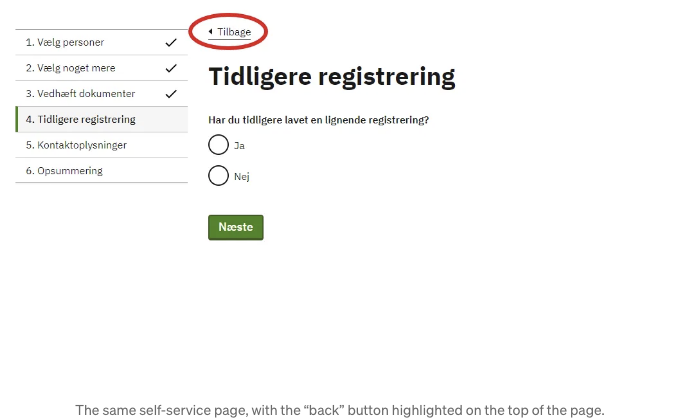 Tilbage
1. Vælg personer
2. Vælg noget mere
3. Vedhæft dokumenter
4. Tidligere registrering
5. Kontaktoplysninger
6. Opsummering
Tidligere registrering
Har du tidligere lavet en lignende registrering?
Ja
Nej
Næste
The same self-service page, with the “back” button highlighted on the top of the page.